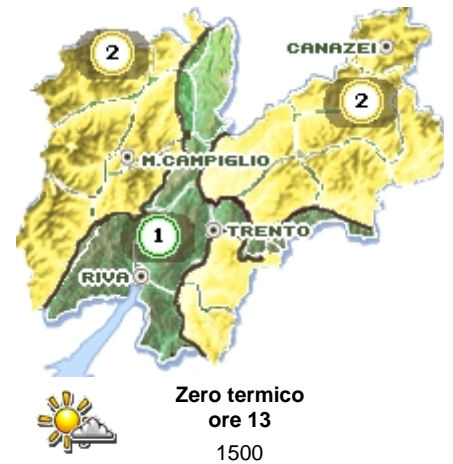 2
CANAZEI
2
M.CAMPIGLIO
1
TRENTO
RIVA
Zero termico
ore 13
1500